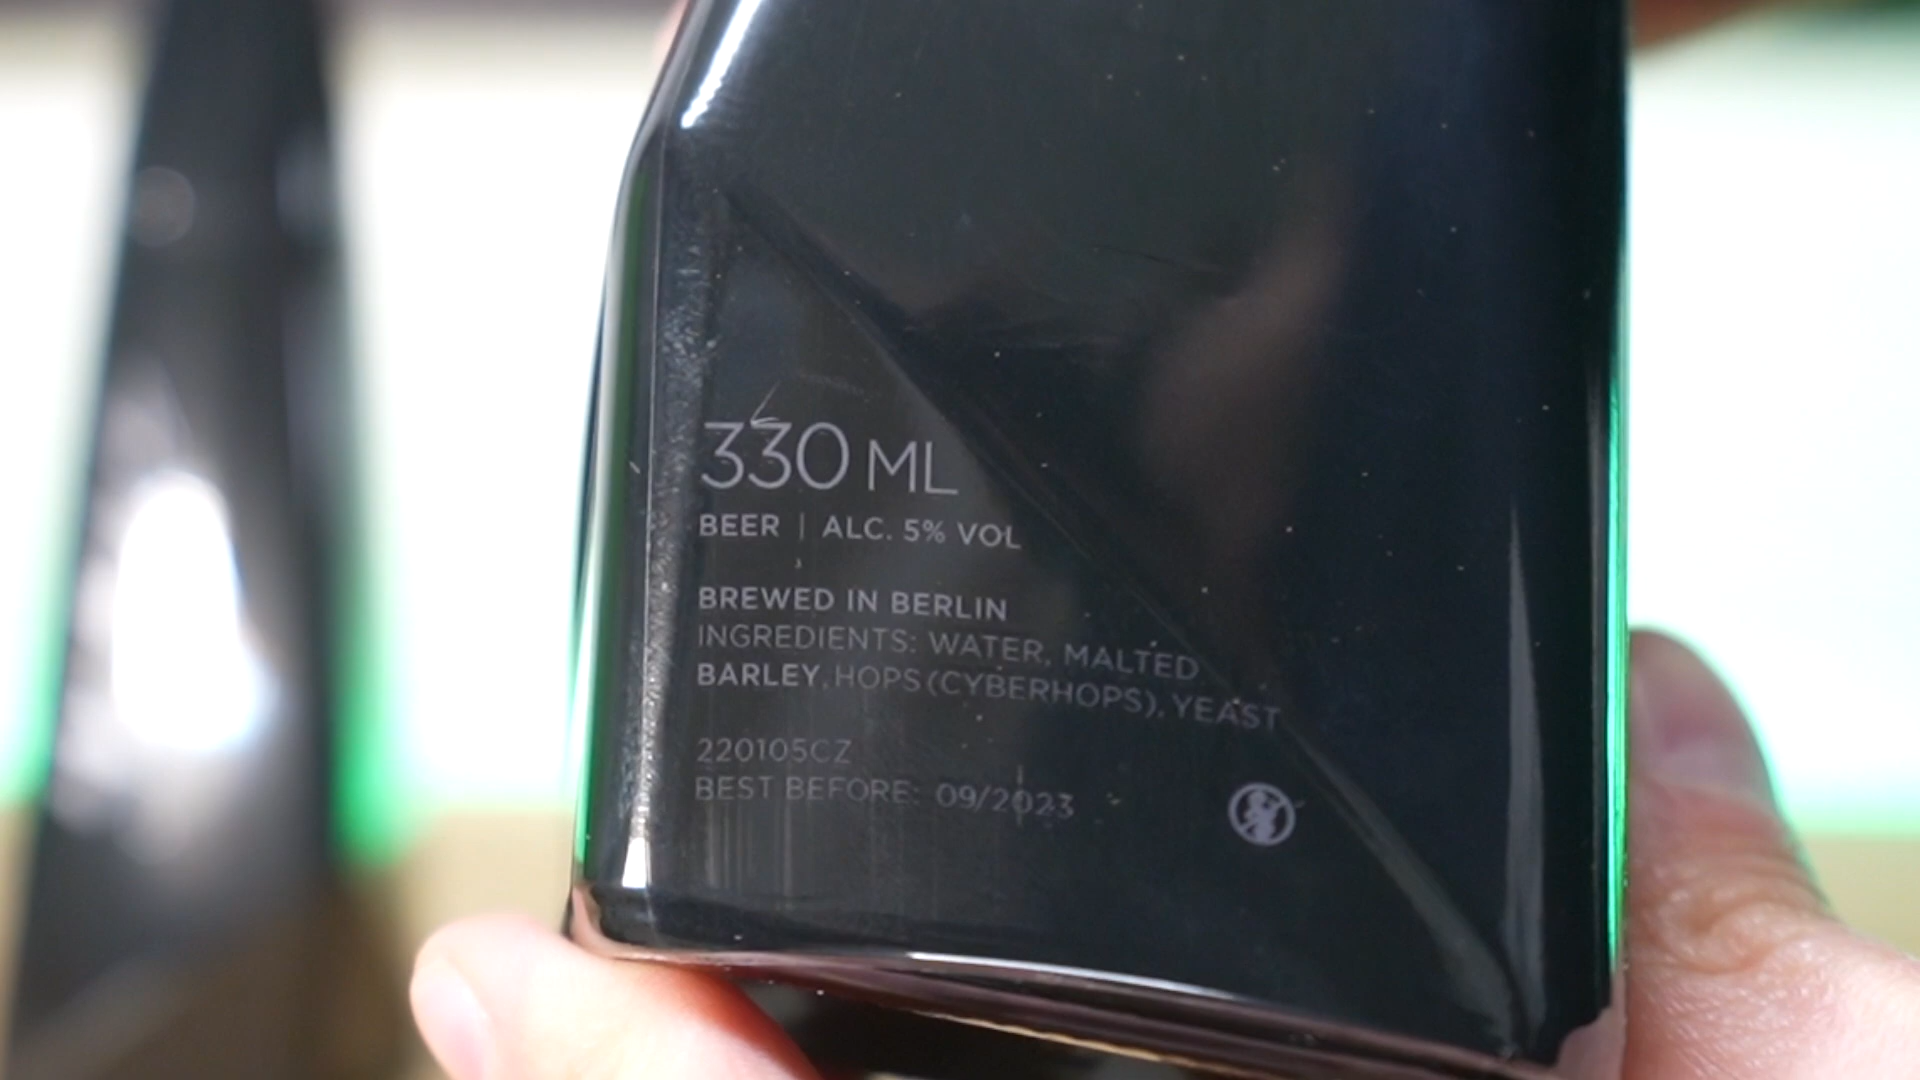 330 ML
BEER | ALC. 5% VOL
BREWED IN BERLIN
INGREDIENTS: WATER, MALTED
BARLEY, HOPS (CYBERHOPS), YEAST
220105CZ
BEST BEFORE: 09/2023